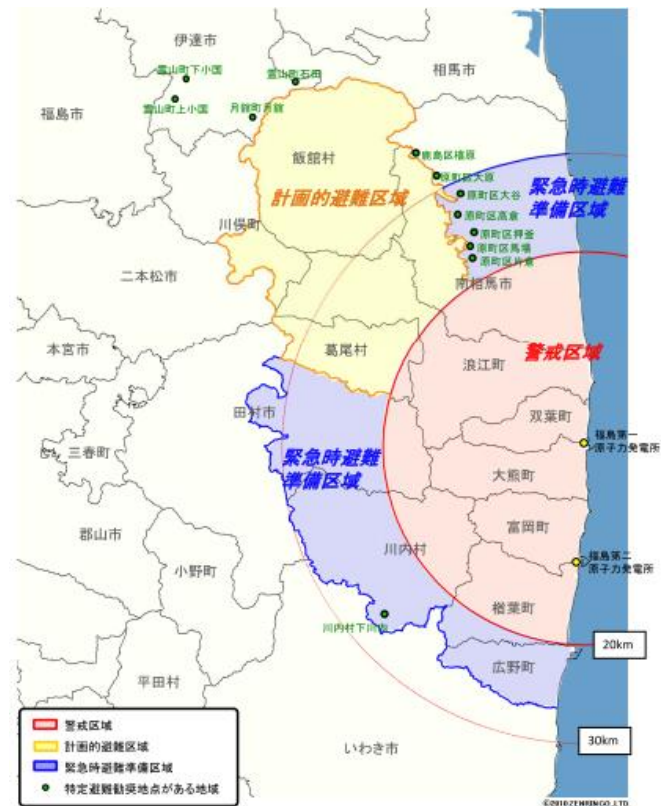 伊達市
霊山町下小国
霊山町石田
相馬市
霊山町上小国
月舘町月舘
福島市
飯舘村
鹿島区橲原
原町区大原
計画的避難区域
原町区大谷
緊急時避難
準備区域
原町区高倉
川俣町
原町区押釜
原町区馬場
原町区片倉
二本松市
南相馬市
葛尾村
本宮市
浪江町
警戒区域
田村市
双葉町
三春町
福島第一
原子力発電所
緊急時避難
準備区域
大熊町
富岡町
郡山市
川内村
小野町
福島第二
原子力発電所
楢葉町
川内村下川内
20km
広野町
平田村
警戒区域
計画的避難区域
緊急時避難準備区域
特定避難勧奨地点がある地域
いわき市
30km
©2010ZENRIN CO.,LTD.